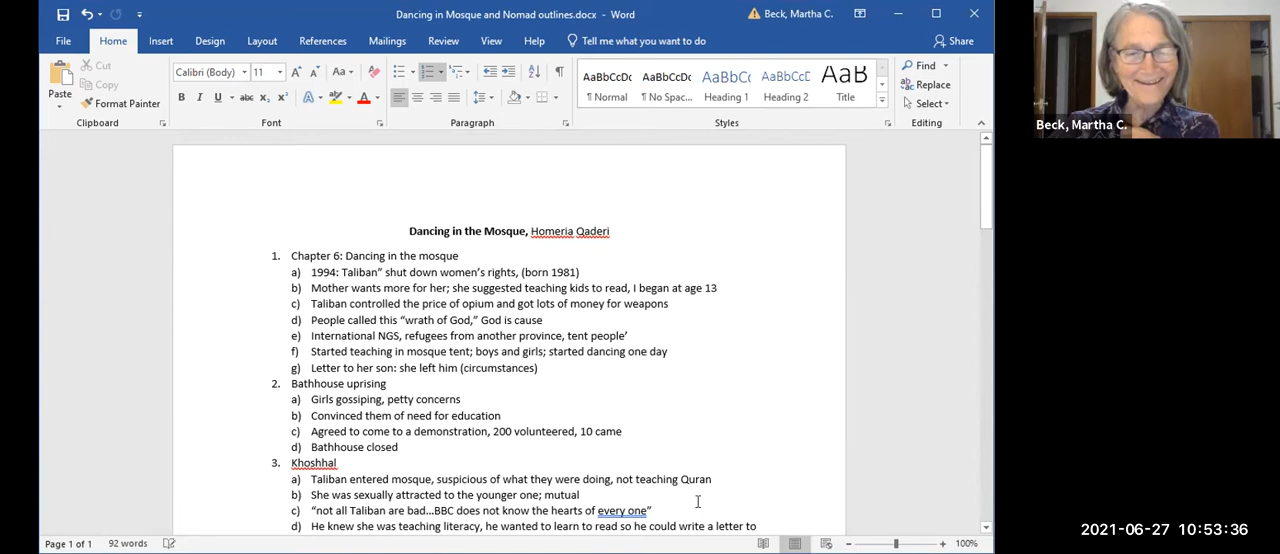 Dancing in Mosque and Nomad outlines.docx - Word
Beck, Martha C.
File Home Insert Design Layout References Mailings Review View Help Tell me what you want to do Share
Paste
Cut
Copy
Format Painter
Clipboard
Calibri (Body) 11
Font
Paragraph
AaBbCcDc AaBbCcDc AaBbCc AaBbCcD AaB
¶ Normal ¶ No Spac... Heading 1 Heading 2 Title
Styles
Find
Replace
Select
Editing
Beck, Martha C.
Dancing in the Mosque, Homeria Qaderi
1. Chapter 6: Dancing in the mosque
a) 1994: Taliban” shut down women’s rights, (born 1981)
b) Mother wants more for her; she suggested teaching kids to read, I began at age 13
c) Taliban controlled the price of opium and got lots of money for weapons
d) People called this “wrath of God,” God is cause
e) International NGS, refugees from another province, tent people’
f) Started teaching in mosque tent; boys and girls; started dancing one day
g) Letter to her son: she left him (circumstances)
2. Bathhouse uprising
a) Girls gossiping, petty concerns
b) Convinced them of need for education
c) Agreed to come to a demonstration, 200 volunteered, 10 came
d) Bathhouse closed
3. Khoshhal
a) Taliban entered mosque, suspicious of what they were doing, not teaching Quran
b) She was sexually attracted to the younger one; mutual
c) “not all Taliban are bad…BBC does not know the hearts of every one”
d) He knew she was teaching literacy, he wanted to learn to read so he could write a letter to
Page 1 of 1 92 words 100%
2021-06-27 10:53:36